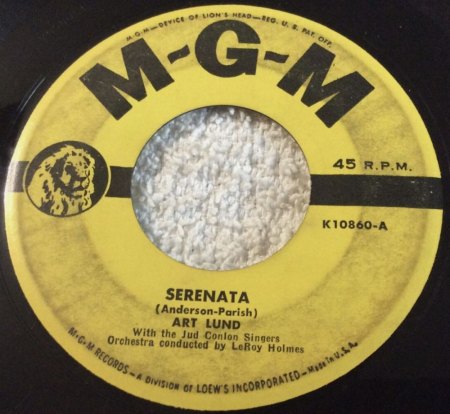 M-G-M—DEVICE OF LION'S HEAD—REG. U. S. PAT. OFF.
M-G-M
45 R.P.M.
K10860-A
SERENATA
(Anderson-Parish)
ART LUND
With the Jud Conlon Singers
Orchestra conducted by LeRoy Holmes
M-G-M RECORDS—A DIVISION OF LOEW'S INCORPORATED—Made in U.S.A.